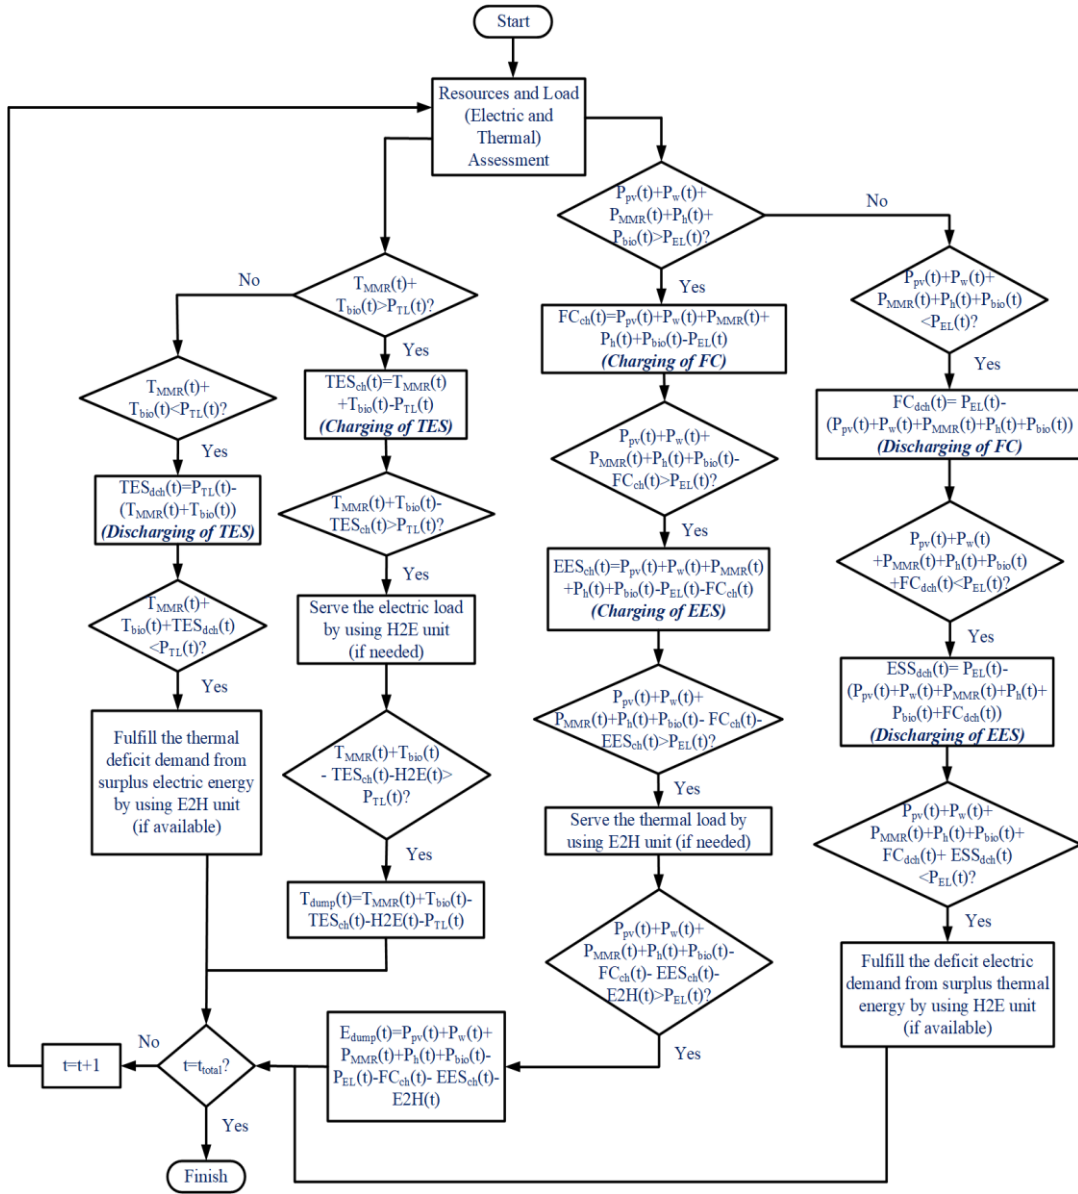 Start
Resources and Load
(Electric and
Thermal)
Assessment
No
T_MMR(t)+
T_bio(t)>P_TL(t)?
Yes
T_MMR(t)+
T_bio(t)<P_TL(t)?
Yes
TES_dch(t)=P_TL(t)-
(T_MMR(t)+T_bio(t))
(Discharging of TES)
T_MMR(t)+
T_bio(t)+TES_dch(t)
<P_TL(t)?
Yes
Fulfill the thermal
deficit demand from
surplus electric energy
by using E2H unit
(if available)
TES_ch(t)=T_MMR(t)
+T_bio(t)-P_TL(t)
(Charging of TES)
T_MMR(t)+T_bio(t)-
TES_ch(t)>P_TL(t)?
Yes
Serve the electric load
by using H2E unit
(if needed)
T_MMR(t)+T_bio(t)
- TES_ch(t)-H2E(t)>
P_TL(t)?
Yes
T_dump(t)=T_MMR(t)+T_bio(t)-
TES_ch(t)-H2E(t)-P_TL(t)
P_pv(t)+P_w(t)+
P_MMR(t)+P_h(t)+
P_bio(t)>P_EL(t)?
No
Yes
FC_ch(t)=P_pv(t)+P_w(t)+P_MMR(t)+
P_h(t)+P_bio(t)-P_EL(t)
(Charging of FC)
P_pv(t)+P_w(t)+
P_MMR(t)+P_h(t)+P_bio(t)-
FC_ch(t)>P_EL(t)?
Yes
EES_ch(t)=P_pv(t)+P_w(t)+P_MMR(t)
+P_h(t)+P_bio(t)-P_EL(t)-FC_ch(t)
(Charging of EES)
P_pv(t)+P_w(t)+
P_MMR(t)+P_h(t)+P_bio(t)- FC_ch(t)-
EES_ch(t)>P_EL(t)?
Yes
Serve the thermal load by
using E2H unit (if needed)
P_pv(t)+P_w(t)+
P_MMR(t)+P_h(t)+P_bio(t)-
FC_ch(t)- EES_ch(t)-
E2H(t)>P_EL(t)?
Yes
E_dump(t)=P_pv(t)+P_w(t)+
P_MMR(t)+P_h(t)+P_bio(t)-
P_EL(t)-FC_ch(t)- EES_ch(t)-
E2H(t)
P_pv(t)+P_w(t)+
P_MMR(t)+P_h(t)+P_bio(t)
<P_EL(t)?
Yes
FC_dch(t)= P_EL(t)-
(P_pv(t)+P_w(t)+P_MMR(t)+P_h(t)+P_bio(t))
(Discharging of FC)
P_pv(t)+P_w(t)
+P_MMR(t)+P_h(t)+P_bio(t)
+FC_dch(t)<P_EL(t)?
Yes
ESS_dch(t)= P_EL(t)-
(P_pv(t)+P_w(t)+P_MMR(t)+P_h(t)+
P_bio(t)+FC_dch(t))
(Discharging of EES)
P_pv(t)+P_w(t)+
P_MMR(t)+P_h(t)+P_bio(t)+
FC_dch(t)+ ESS_dch(t)
<P_EL(t)?
Yes
Fulfill the deficit electric
demand from surplus thermal
energy by using H2E unit
(if available)
t=t_total?
No
t=t+1
Yes
Finish